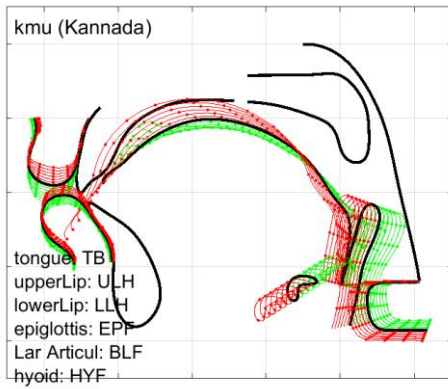 kmu (Kannada)
tongue: TB
upperLip: ULH
lowerLip: LLH
epiglottis: EPF
Lar Articul: BLF
hyoid: HYF